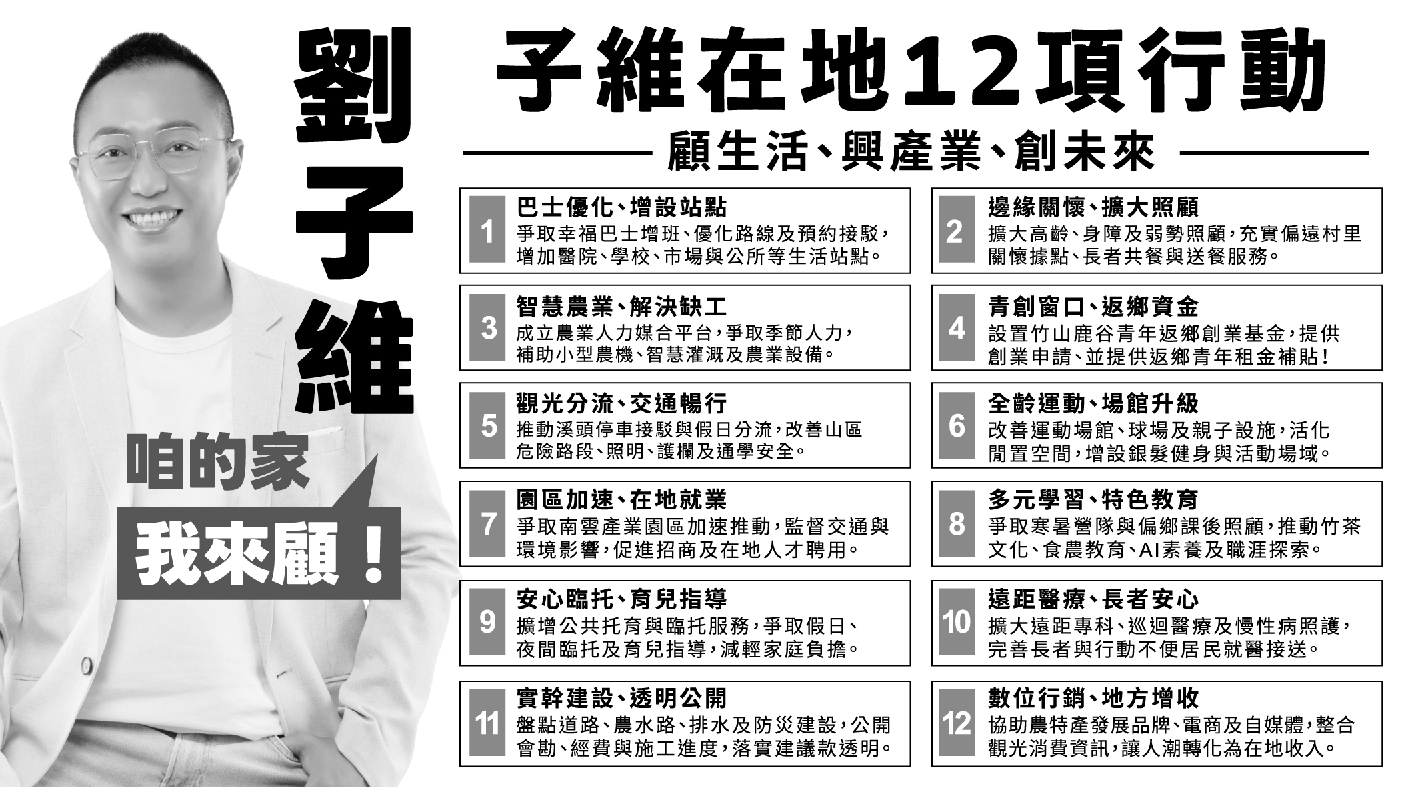 劉子維
咱的家
我來顧！
子維在地12項行動
顧生活、興產業、創未來
1
巴士優化、增設站點
爭取幸福巴士增班、優化路線及預約接駁，
增加醫院、學校、市場與公所等生活站點。
2
邊緣關懷、擴大照顧
擴大高齡、身障及弱勢照顧，充實偏遠村里
關懷據點、長者共餐與送餐服務。
3
智慧農業、解決缺工
成立農業人力媒合平台，爭取季節人力，
補助小型農機、智慧灌溉及農業設備。
4
青創窗口、返鄉資金
設置竹山鹿谷青年返鄉創業基金，提供
創業申請、並提供返鄉青年租金補貼！
5
觀光分流、交通暢行
推動溪頭停車接駁與假日分流，改善山區
危險路段、照明、護欄及通學安全。
6
全齡運動、場館升級
改善運動場館、球場及親子設施，活化
閒置空間，增設銀髮健身與活動場域。
7
園區加速、在地就業
爭取南雲產業園區加速推動，監督交通與
環境影響，促進招商及在地人才聘用。
8
多元學習、特色教育
爭取寒暑營隊與偏鄉課後照顧，推動竹茶
文化、食農教育、AI素養及職涯探索。
9
安心臨托、育兒指導
擴增公共托育與臨托服務，爭取假日、
夜間臨托及育兒指導，減輕家庭負擔。
10
遠距醫療、長者安心
擴大遠距專科、巡迴醫療及慢性病照護，
完善長者與行動不便居民就醫接送。
11
實幹建設、透明公開
盤點道路、農水路、排水及防災建設，公開
會勘、經費與施工進度，落實建議款透明。
12
數位行銷、地方增收
協助農特產發展品牌、電商及自媒體，整合
觀光消費資訊，讓人潮轉化為在地收入。